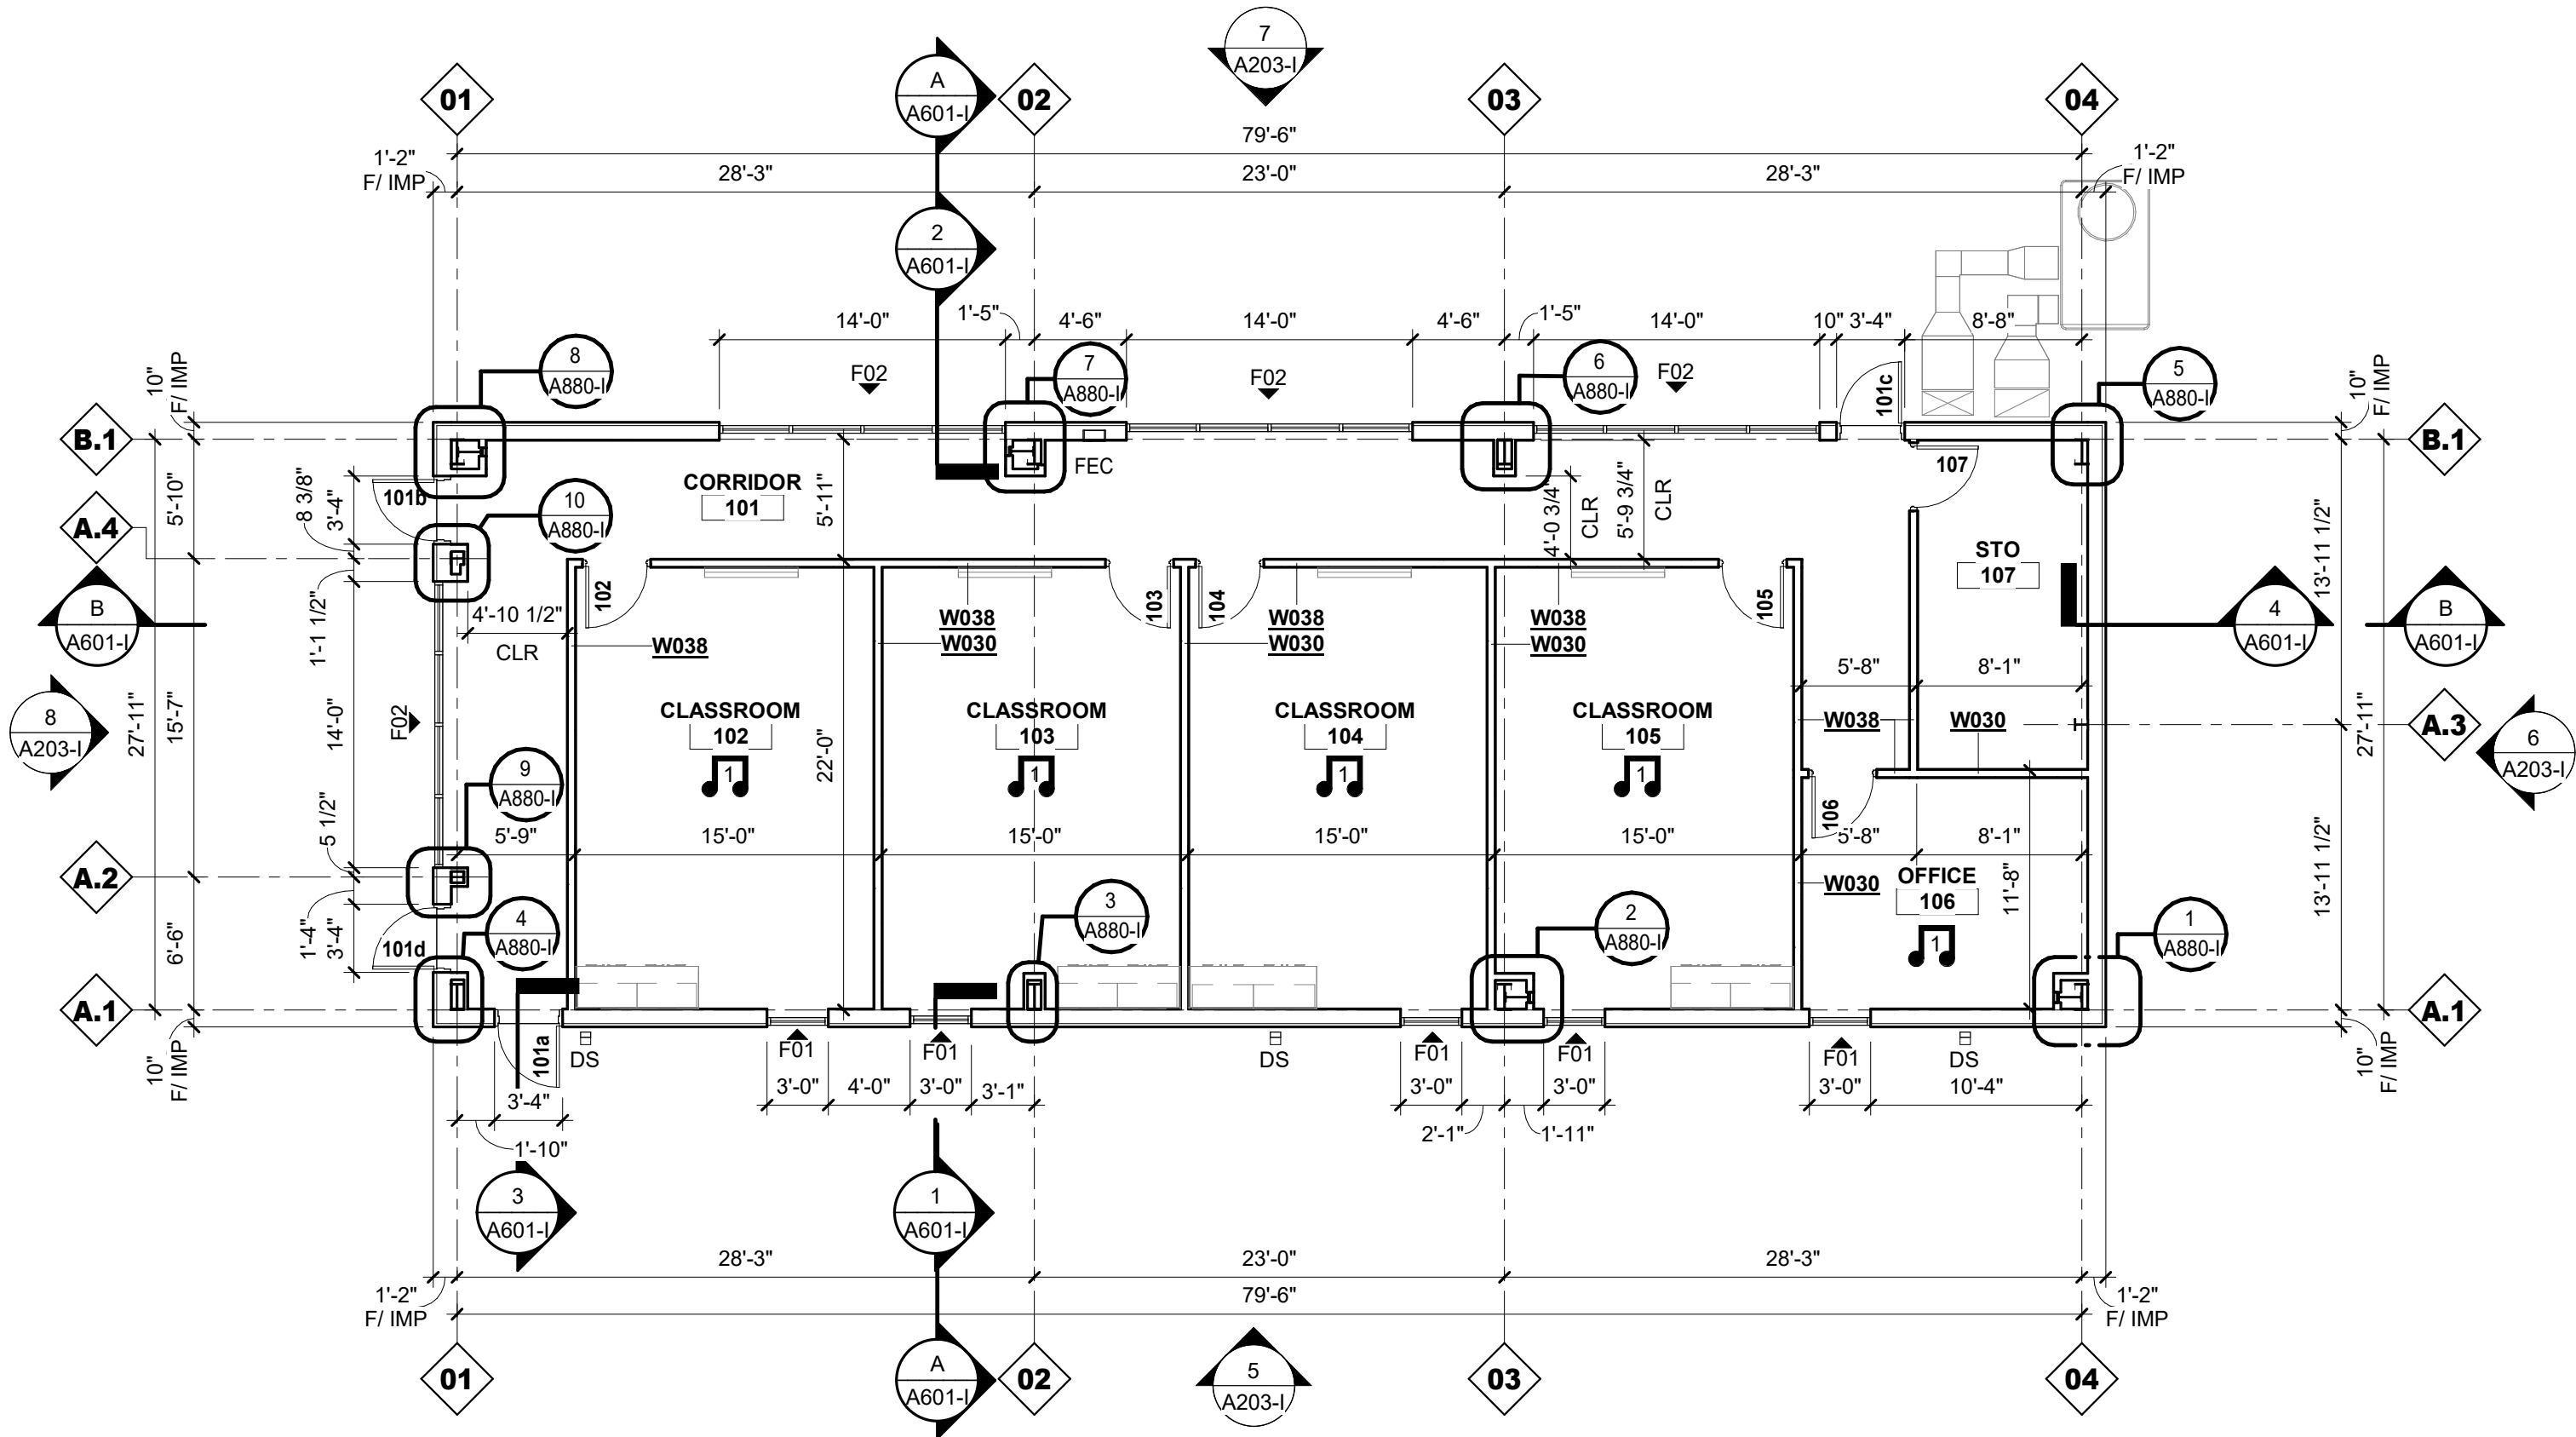 7
A203-I
A
A601-I
01
02
03
04
79'-6"
1'-2"
F/ IMP
28'-3"
23'-0"
28'-3"
1'-2"
F/ IMP
2
A601-I
14'-0"
1'-5"
4'-6"
14'-0"
4'-6"
1'-5"
14'-0"
10"
3'-4"
8'-8"
8
A880-I
7
A880-I
6
A880-I
5
A880-I
F02
F02
F02
101c
10"
F/ IMP
10"
F/ IMP
B.1
B.1
FEC
107
CORRIDOR
101
101b
5'-10"
8 3/8"
3'-4"
10
A880-I
5'-11"
4'-0 3/4"
CLR
5'-9 3/4"
CLR
A.4
STO
107
13'-11 1/2"
102
103
104
105
B
A601-I
4
A601-I
B
A601-I
4'-10 1/2"
CLR
1'-1 1/2"
W038
W038
W030
W038
W030
W038
W030
5'-8"
8'-1"
8
A203-I
27'-11"
15'-7"
14'-0"
F02
CLASSROOM
102
1
CLASSROOM
103
1
CLASSROOM
104
1
CLASSROOM
105
1
22'-0"
W038
W030
A.3
27'-11"
6
A203-I
9
A880-I
106
5 1/2"
5'-9"
15'-0"
15'-0"
15'-0"
15'-0"
5'-8"
8'-1"
A.2
W030
OFFICE
106
1
11'-8"
13'-11 1/2"
1'-4"
3'-4"
6'-6"
101d
4
A880-I
3
A880-I
2
A880-I
1
A880-I
A.1
A.1
10"
F/ IMP
10"
F/ IMP
101a
DS
F01
F01
DS
F01
F01
F01
DS
3'-4"
3'-0"
4'-0"
3'-0"
3'-1"
3'-0"
3'-0"
3'-0"
10'-4"
1'-10"
2'-1"
1'-11"
3
A601-I
1
A601-I
28'-3"
23'-0"
28'-3"
1'-2"
F/ IMP
79'-6"
1'-2"
F/ IMP
01
A
A601-I
02
5
A203-I
03
04